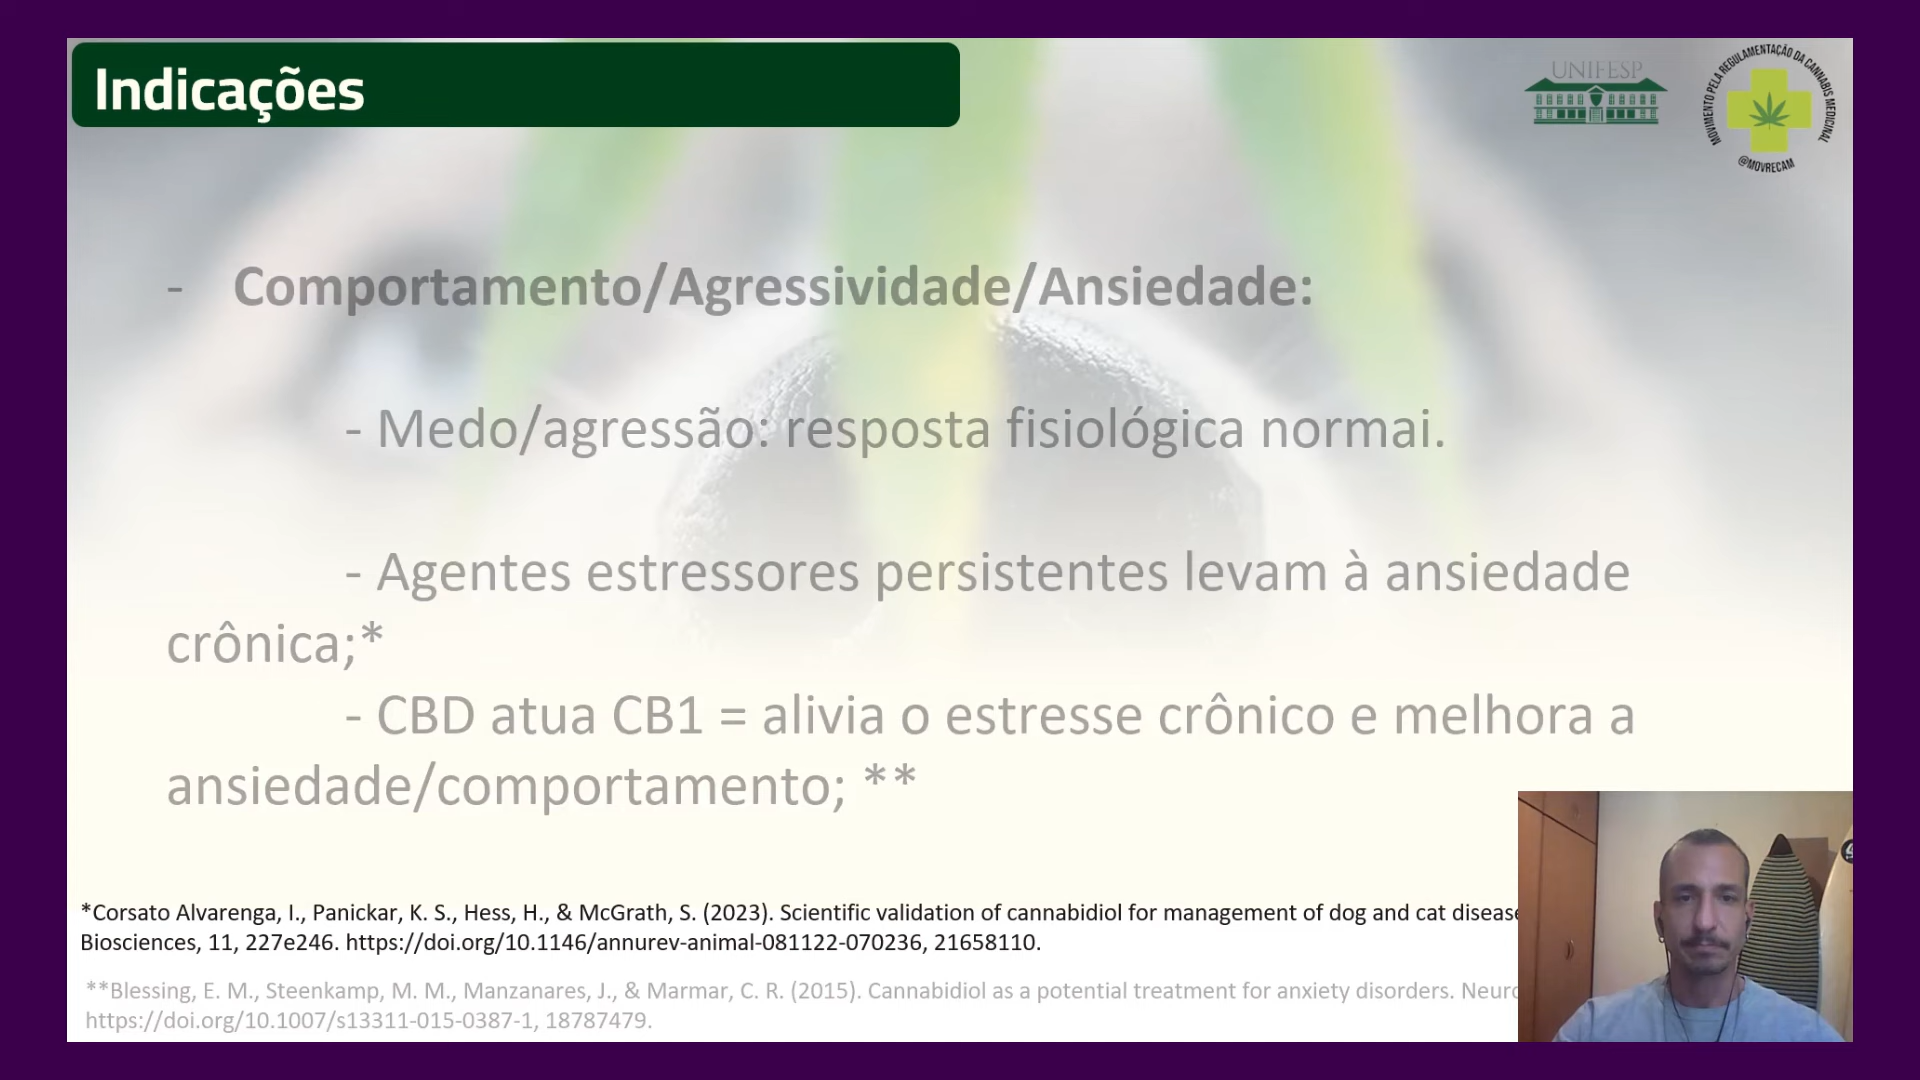 Indicações
UNIFESP
MOVIMENTO PELA REGULAMENTAÇÃO DA CANNABIS MEDICINAL
@MOVRECAM
- Comportamento/Agressividade/Ansiedade:
- Medo/agressão: resposta fisiológica normai.
- Agentes estressores persistentes levam à ansiedade
crônica;*
- CBD atua CB1 = alivia o estresse crônico e melhora a
ansiedade/comportamento; **
*Corsato Alvarenga, I., Panickar, K. S., Hess, H., & McGrath, S. (2023). Scientific validation of cannabidiol for management of dog and cat disease
Biosciences, 11, 227e246. https://doi.org/10.1146/annurev-animal-081122-070236, 21658110.
**Blessing, E. M., Steenkamp, M. M., Manzanares, J., & Marmar, C. R. (2015). Cannabidiol as a potential treatment for anxiety disorders. Neuro
https://doi.org/10.1007/s13311-015-0387-1, 18787479.